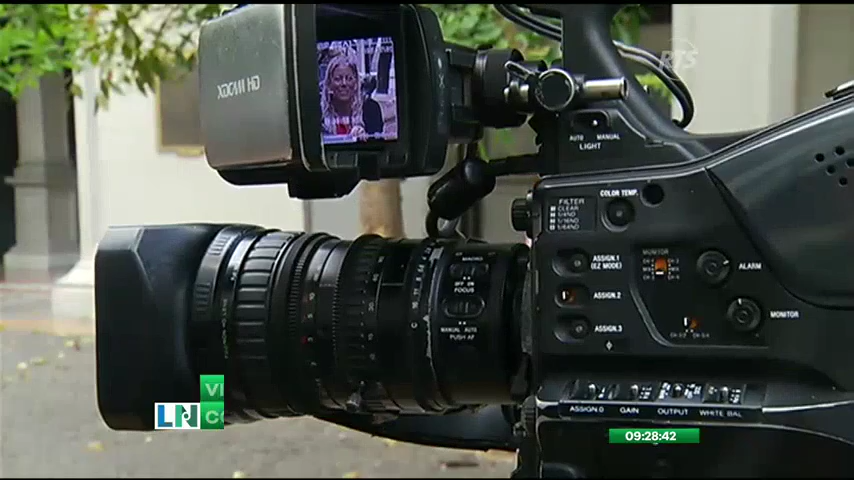 XDCAM HD
RTS
AUTO MANUAL
LIGHT
COLOR TEMP.
FILTER
CLEAR
1/4ND
1/16ND
1/64ND
ASSIGN.1
(EZ MODE)
ASSIGN.2
ASSIGN.3
MONITOR
ALARM
MONITOR
MACRO
OFF ON
FOCUS
MANUAL AUTO
PUSH AF
ASSIGN.0 GAIN OUTPUT WHITE BAL
LN
09:28:42